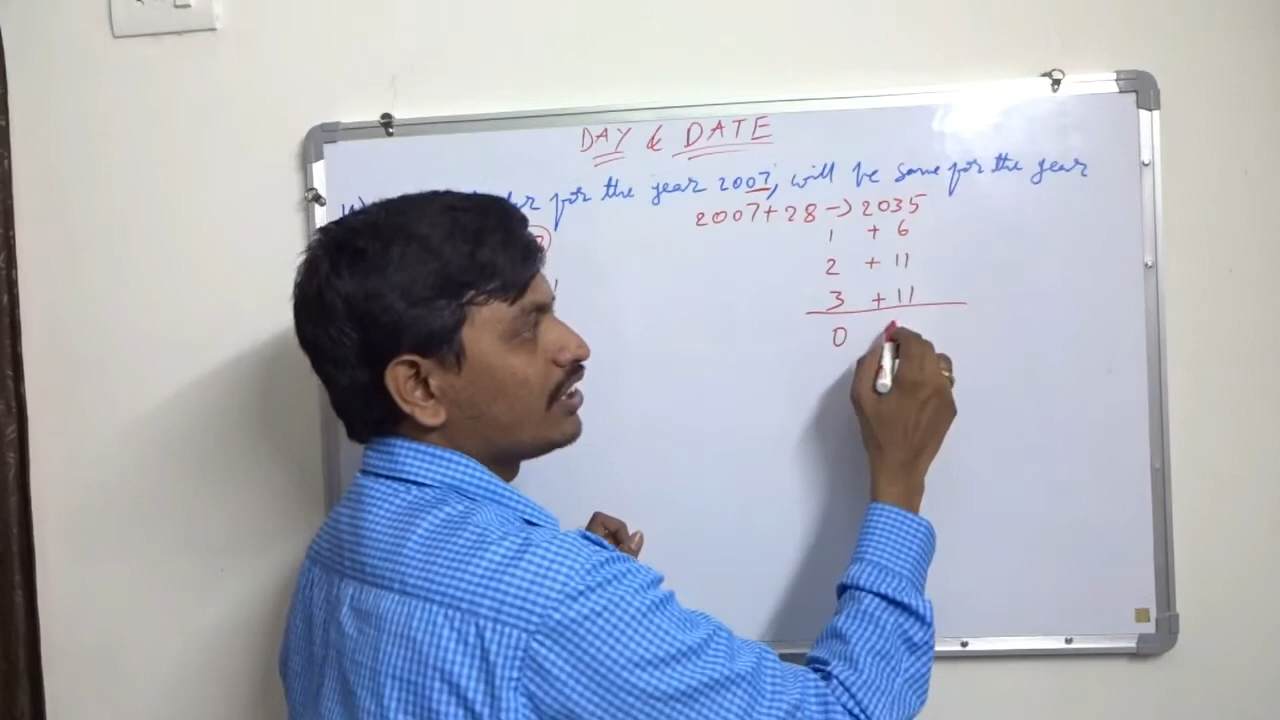 DAY & DATE
for the year 2007, will be same for the year
2007+28 → 2035
1 + 6
2 + 11
3 + 11
0